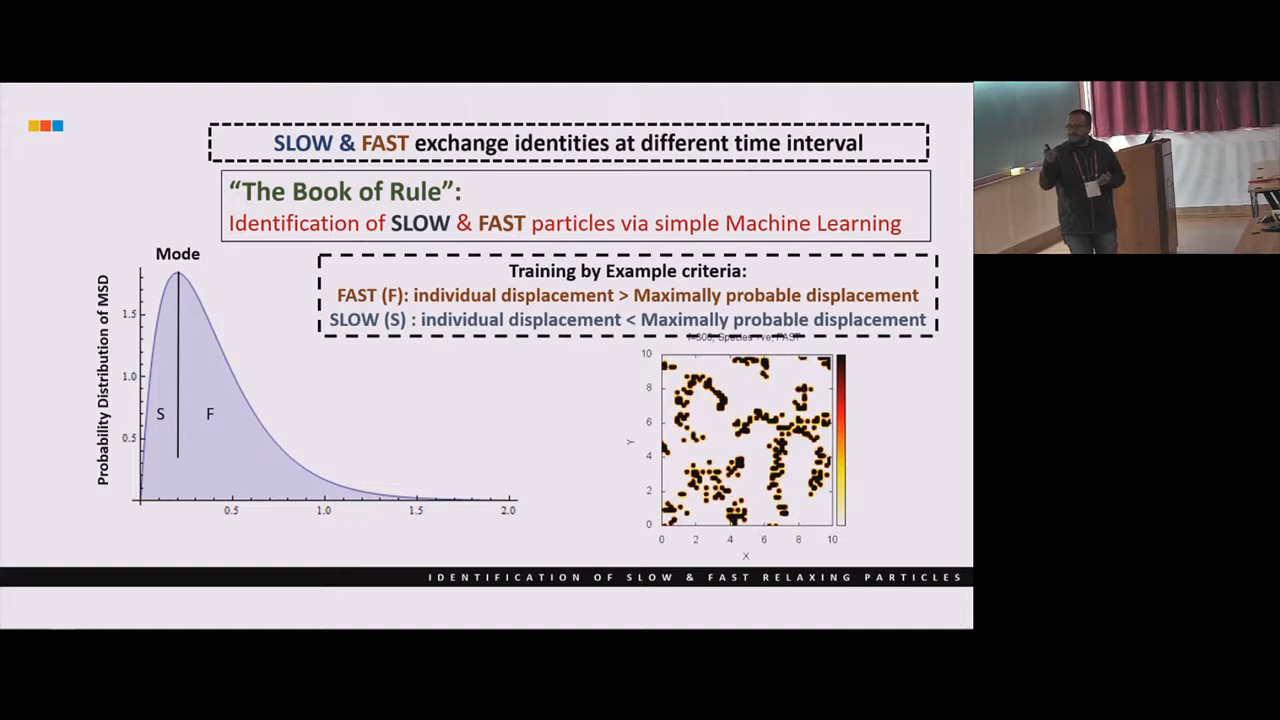 SLOW & FAST exchange identities at different time interval
“The Book of Rule”:
Identification of SLOW & FAST particles via simple Machine Learning
Training by Example criteria:
FAST (F): individual displacement > Maximally probable displacement
SLOW (S) : individual displacement < Maximally probable displacement
Mode
Probability Distribution of MSD
1.5
1.0
0.5
S
F
0.5
1.0
1.5
2.0
Species +ve, FAST
10
8
6
4
2
0
Y
0
2
4
6
8
10
X
IDENTIFICATION OF SLOW & FAST RELAXING PARTICLES